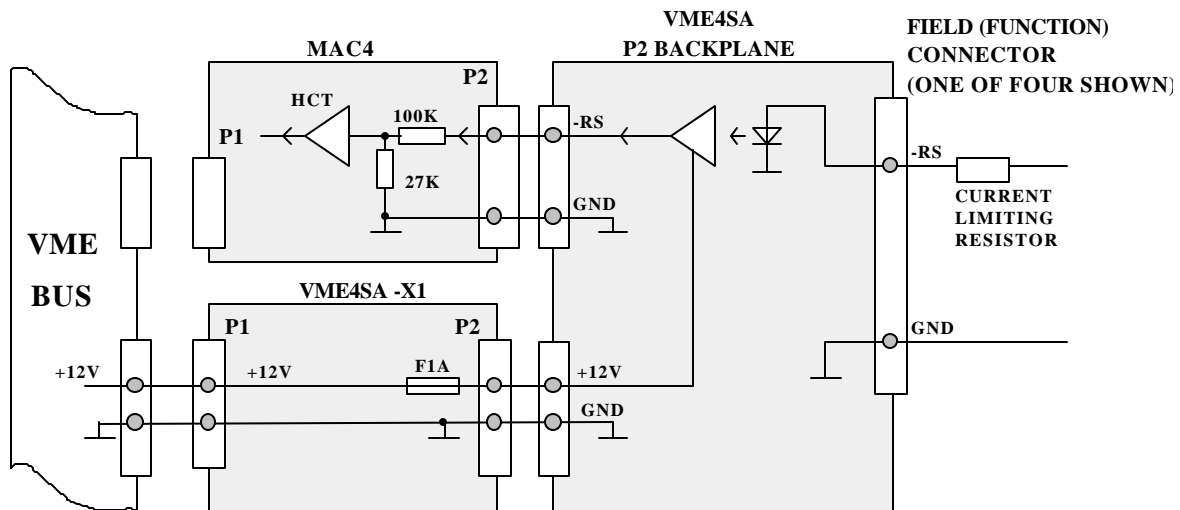 VME4SA
P2 BACKPLANE
FIELD (FUNCTION)
CONNECTOR
(ONE OF FOUR SHOWN)
MAC4
P2
HCT
100K
-RS
P1
27K
-RS
GND
CURRENT
LIMITING
RESISTOR
VME
BUS
VME4SA -X1
P1
P2
GND
+12V
+12V
F1A
+12V
GND